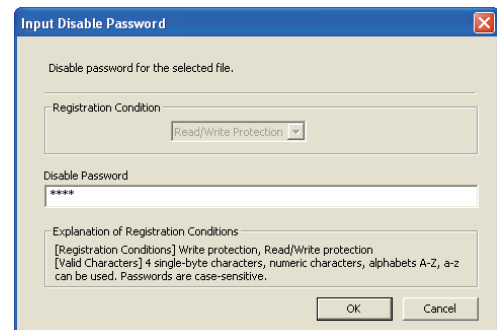 Input Disable Password
Disable password for the selected file.
Registration Condition
Read/Write Protection
Disable Password
****
Explanation of Registration Conditions
[Registration Conditions] Write protection, Read/Write protection
[Valid Characters] 4 single-byte characters, numeric characters, alphabets A-Z, a-z
can be used. Passwords are case-sensitive.
OK Cancel